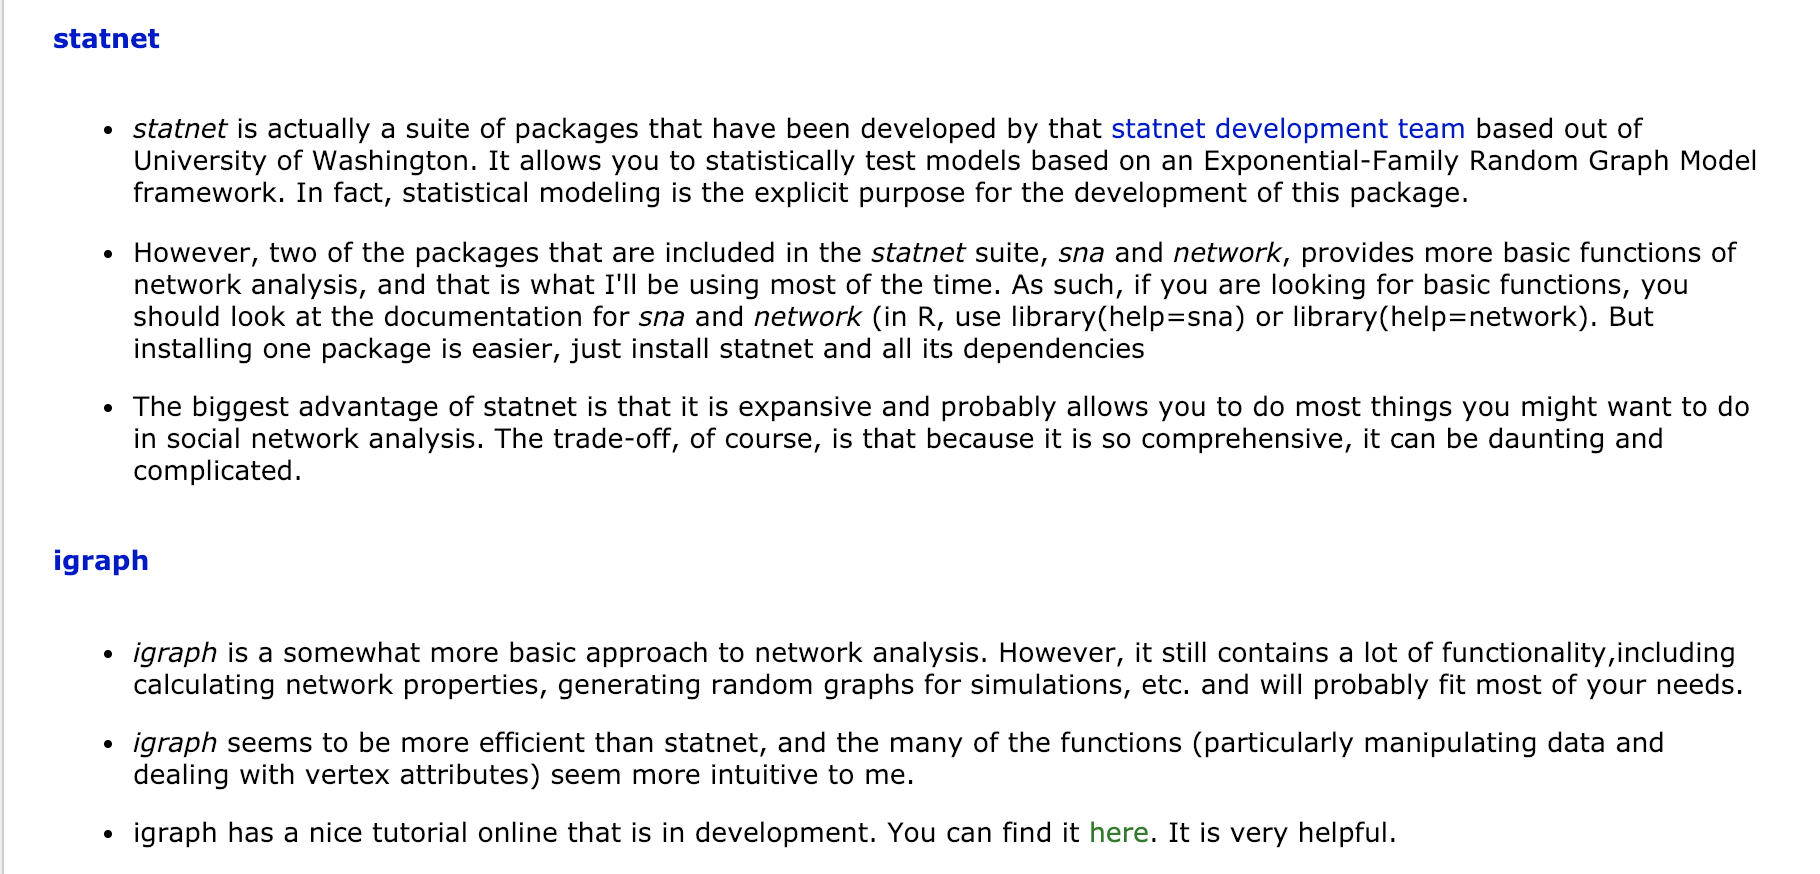 statnet
statnet is actually a suite of packages that have been developed by that statnet development team based out of
University of Washington. It allows you to statistically test models based on an Exponential-Family Random Graph Model
framework. In fact, statistical modeling is the explicit purpose for the development of this package.
However, two of the packages that are included in the statnet suite, sna and network, provides more basic functions of
network analysis, and that is what I'll be using most of the time. As such, if you are looking for basic functions, you
should look at the documentation for sna and network (in R, use library(help=sna) or library(help=network). But
installing one package is easier, just install statnet and all its dependencies
The biggest advantage of statnet is that it is expansive and probably allows you to do most things you might want to do
in social network analysis. The trade-off, of course, is that because it is so comprehensive, it can be daunting and
complicated.
igraph
igraph is a somewhat more basic approach to network analysis. However, it still contains a lot of functionality,including
calculating network properties, generating random graphs for simulations, etc. and will probably fit most of your needs.
igraph seems to be more efficient than statnet, and the many of the functions (particularly manipulating data and
dealing with vertex attributes) seem more intuitive to me.
igraph has a nice tutorial online that is in development. You can find it here. It is very helpful.